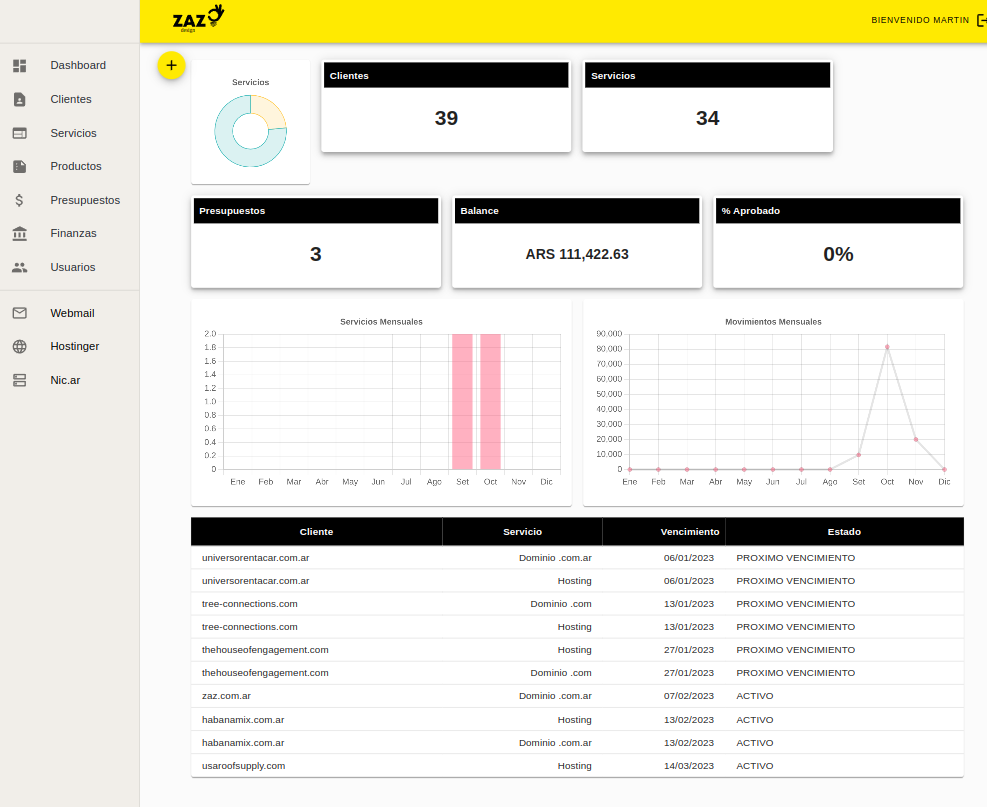 ZAZ
design
BIENVENIDO MARTIN
Dashboard
Clientes
Servicios
Productos
Presupuestos
Finanzas
Usuarios
Webmail
Hostinger
Nic.ar
+
Servicios
Clientes
39
Servicios
34
Presupuestos
3
Balance
ARS 111,422.63
% Aprobado
0%
Servicios Mensuales
2.0
1.8
1.6
1.4
1.2
1.0
0.8
0.6
0.4
0.2
0
Ene Feb Mar Abr May Jun Jul Ago Set Oct Nov Dic
Movimientos Mensuales
90,000
80,000
70,000
60,000
50,000
40,000
30,000
20,000
10,000
0
Ene Feb Mar Abr May Jun Jul Ago Set Oct Nov Dic
Cliente Servicio Vencimiento Estado
universorentacar.com.ar Dominio .com.ar 06/01/2023 PROXIMO VENCIMIENTO
universorentacar.com.ar Hosting 06/01/2023 PROXIMO VENCIMIENTO
tree-connections.com Dominio .com 13/01/2023 PROXIMO VENCIMIENTO
tree-connections.com Hosting 13/01/2023 PROXIMO VENCIMIENTO
thehouseofengagement.com Hosting 27/01/2023 PROXIMO VENCIMIENTO
thehouseofengagement.com Dominio .com 27/01/2023 PROXIMO VENCIMIENTO
zaz.com.ar Dominio .com.ar 07/02/2023 ACTIVO
habanamix.com.ar Hosting 13/02/2023 ACTIVO
habanamix.com.ar Dominio .com.ar 13/02/2023 ACTIVO
usaroofsupply.com Hosting 14/03/2023 ACTIVO